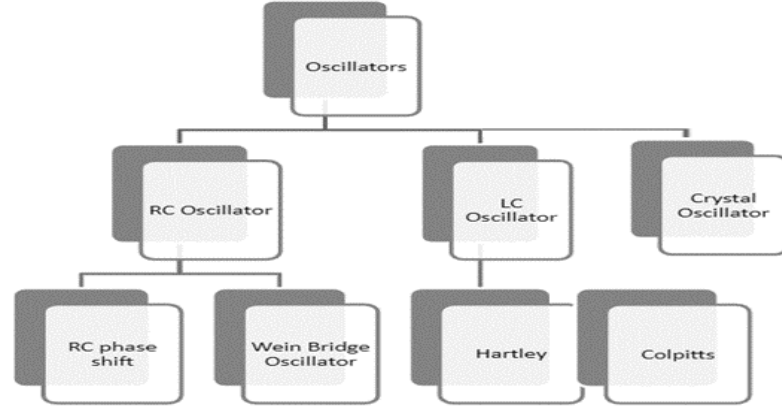 Oscillators
RC Oscillator
LC
Oscillator
Crystal
Oscillator
RC phase
shift
Wein Bridge
Oscillator
Hartley
Colpitts